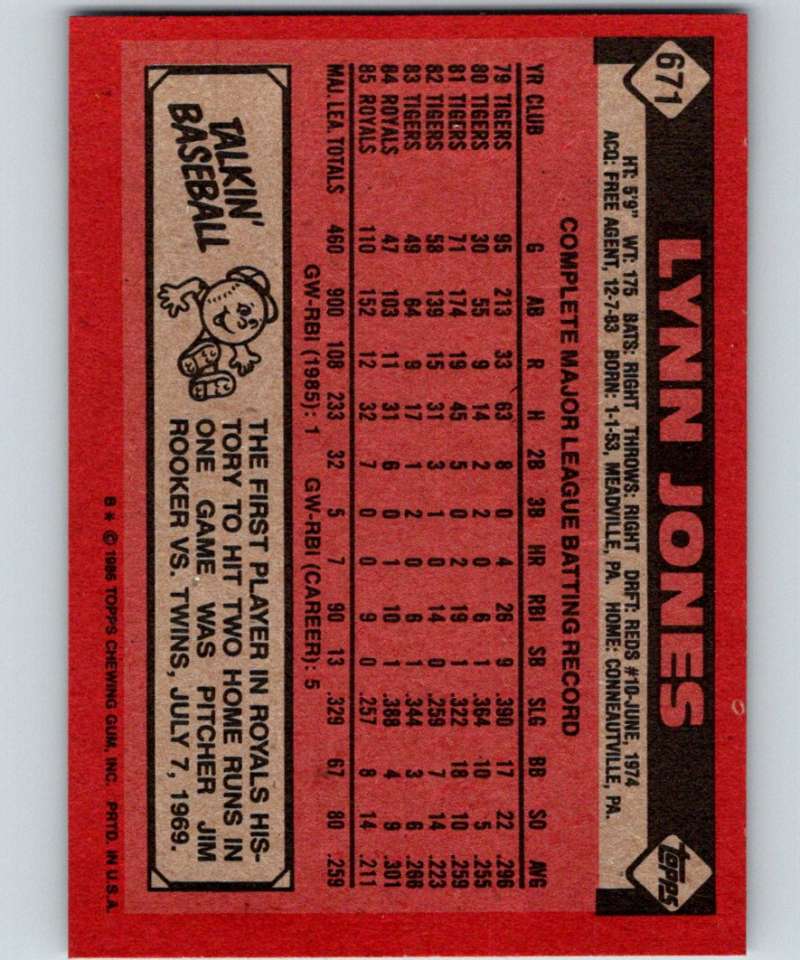 671
LYNN JONES
Topps
HT: 5'9" WT: 175 BATS: RIGHT THROWS: RIGHT DRFT: REDS #10-JUNE, 1974
ACQ: FREE AGENT, 12-7-83 BORN: 1-1-53, MEADVILLE, PA. HOME: CONNEAUTVILLE, PA.
COMPLETE MAJOR LEAGUE BATTING RECORD
YR CLUB G AB R H 2B 3B HR RBI SB SLG BB SO AVG
79 TIGERS 95 213 33 63 8 0 4 26 9 .390 17 22 .296
80 TIGERS 30 55 9 14 2 2 0 6 1 .364 10 5 .255
81 TIGERS 71 174 19 45 5 0 2 19 1 .322 18 10 .259
82 TIGERS 58 139 15 31 3 1 0 14 0 .259 7 14 .223
83 TIGERS 49 64 9 17 1 2 0 6 1 .344 3 6 .266
84 ROYALS 47 103 11 31 6 0 1 10 1 .388 4 9 .301
85 ROYALS 110 152 12 32 7 0 0 9 0 .257 8 14 .211
MAJ. LEA. TOTALS 460 900 108 233 32 5 7 90 13 .329 67 80 .259
GW-RBI (1985): 1 GW-RBI (CAREER): 5
TALKIN'
BASEBALL
THE FIRST PLAYER IN ROYALS HIS-
TORY TO HIT TWO HOME RUNS IN
ONE GAME WAS PITCHER JIM
ROOKER VS. TWINS, JULY 7, 1969.
B* © 1986 TOPPS CHEWING GUM, INC. PRTD. IN U.S.A.